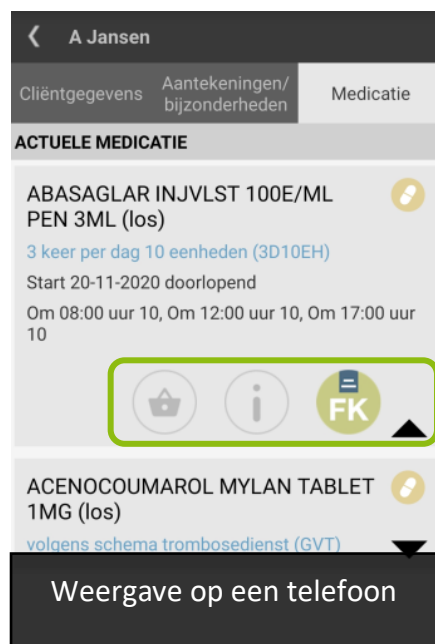 A Jansen
Cliëntgegevens
Aantekeningen/
bijzonderheden
Medicatie
ACTUELE MEDICATIE
ABASAGLAR INJVLST 100E/ML
PEN 3ML (los)
3 keer per dag 10 eenheden (3D10EH)
Start 20-11-2020 doorlopend
Om 08:00 uur 10, Om 12:00 uur 10, Om 17:00 uur
10
FK
ACENOCOUMAROL MYLAN TABLET
1MG (los)
volgens schema trombosedienst (GVT)
Weergave op een telefoon